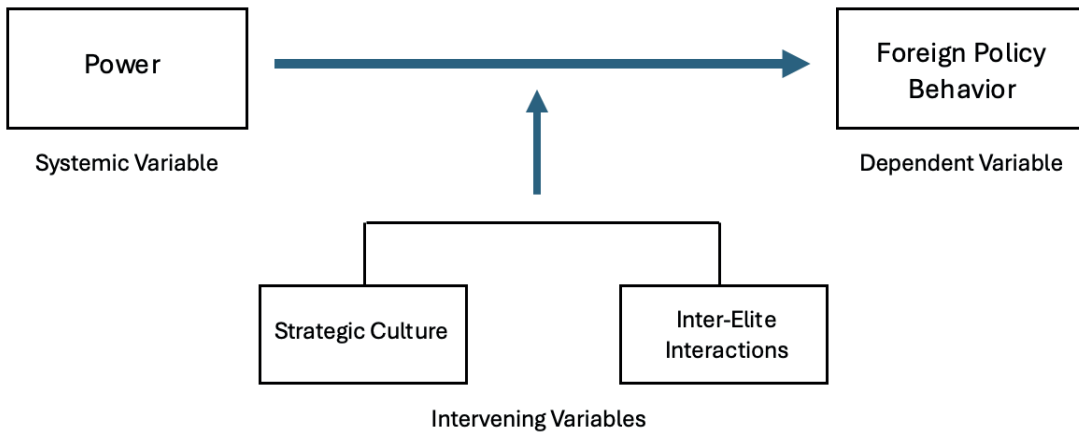 Power
Foreign Policy
Behavior
Systemic Variable
Dependent Variable
Strategic Culture
Inter-Elite
Interactions
Intervening Variables